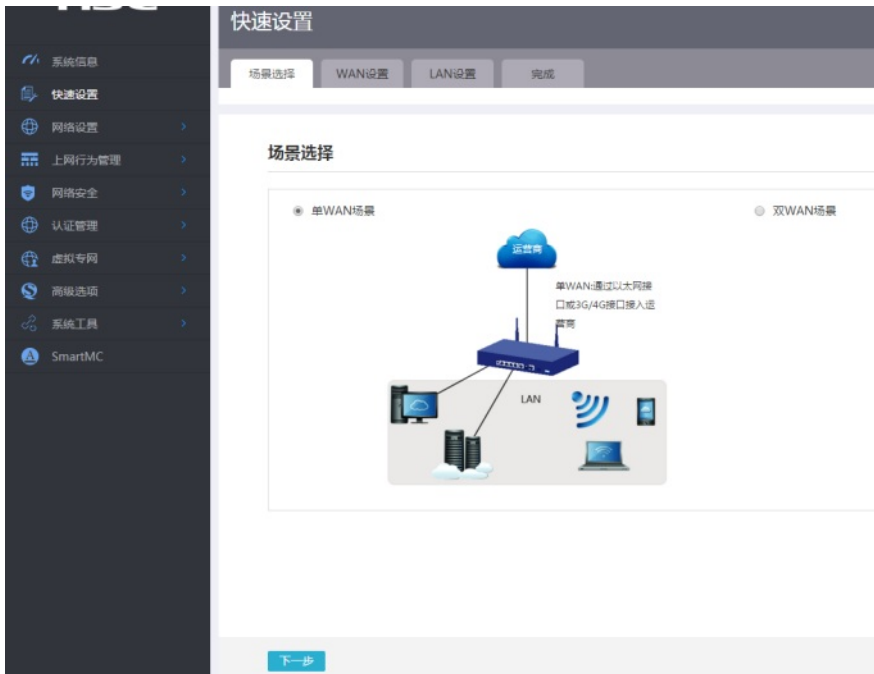 快速设置
系统信息
快速设置
网络设置
上网行为管理
网络安全
认证管理
虚拟专网
高级选项
系统工具
SmartMC
场景选择
WAN设置
LAN设置
完成
场景选择
单WAN场景
双WAN场景
运营商
单WAN:通过以太网接
口或3G/4G接口接入运
营商
LAN
下一步